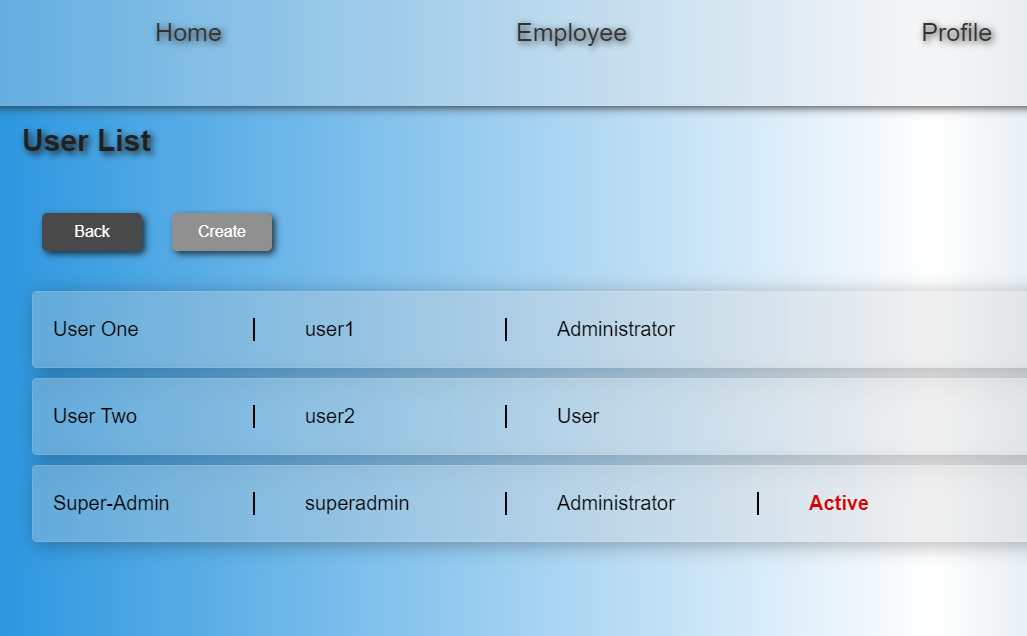 Home Employee Profile
User List
Back Create
User One | user1 | Administrator
User Two | user2 | User
Super-Admin | superadmin | Administrator | Active